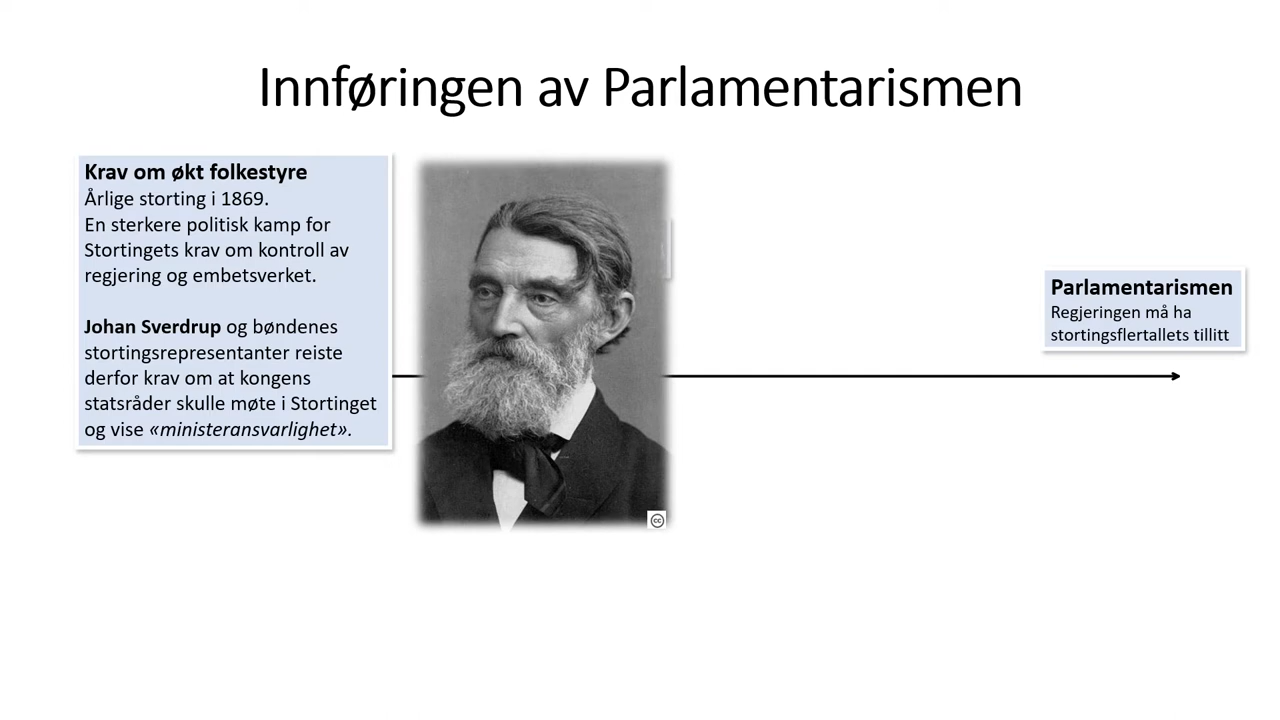 Innføringen av Parlamentarismen
Krav om økt folkestyre
Årlige storting i 1869.
En sterkere politisk kamp for
Stortingets krav om kontroll av
regjering og embetsverket.
Johan Sverdrup og bøndenes
stortingsrepresentanter reiste
derfor krav om at kongens
statsråder skulle møte i Stortinget
og vise «ministeransvarlighet».
cc
Parlamentarismen
Regjeringen må ha
stortingsflertallets tillitt